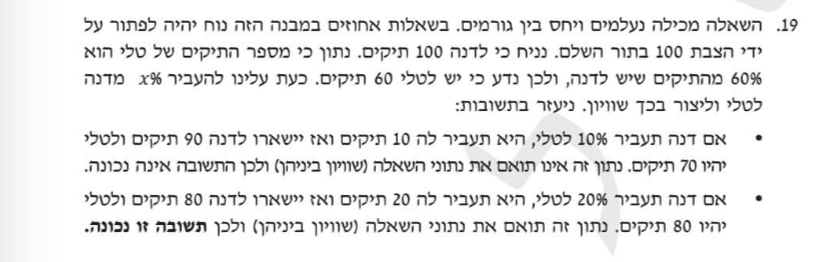 19. השאלה מכילה נעלמים ויחס בין גורמים. בשאלות אחוזים במבנה הזה נוח יהיה לפתור על
ידי הצבת 100 בתור השלם. נניח כי לדנה 100 תיקים. נתון כי מספר התיקים של טלי הוא
60% מהתיקים שיש לדנה, ולכן נדע כי יש לטלי 60 תיקים. כעת עלינו להעביר x% מדנה
לטלי וליצור בכך שוויון. ניעזר בתשובות:
• אם דנה תעביר 10% לטלי, היא תעביר לה 10 תיקים ואז יישארו לדנה 90 תיקים ולטלי
יהיו 70 תיקים. נתון זה אינו תואם את נתוני השאלה (שוויון ביניהן) ולכן התשובה אינה נכונה.
• אם דנה תעביר 20% לטלי, היא תעביר לה 20 תיקים ואז יישארו לדנה 80 תיקים ולטלי
יהיו 80 תיקים. נתון זה תואם את נתוני השאלה (שוויון ביניהן) ולכן תשובה זו נכונה.